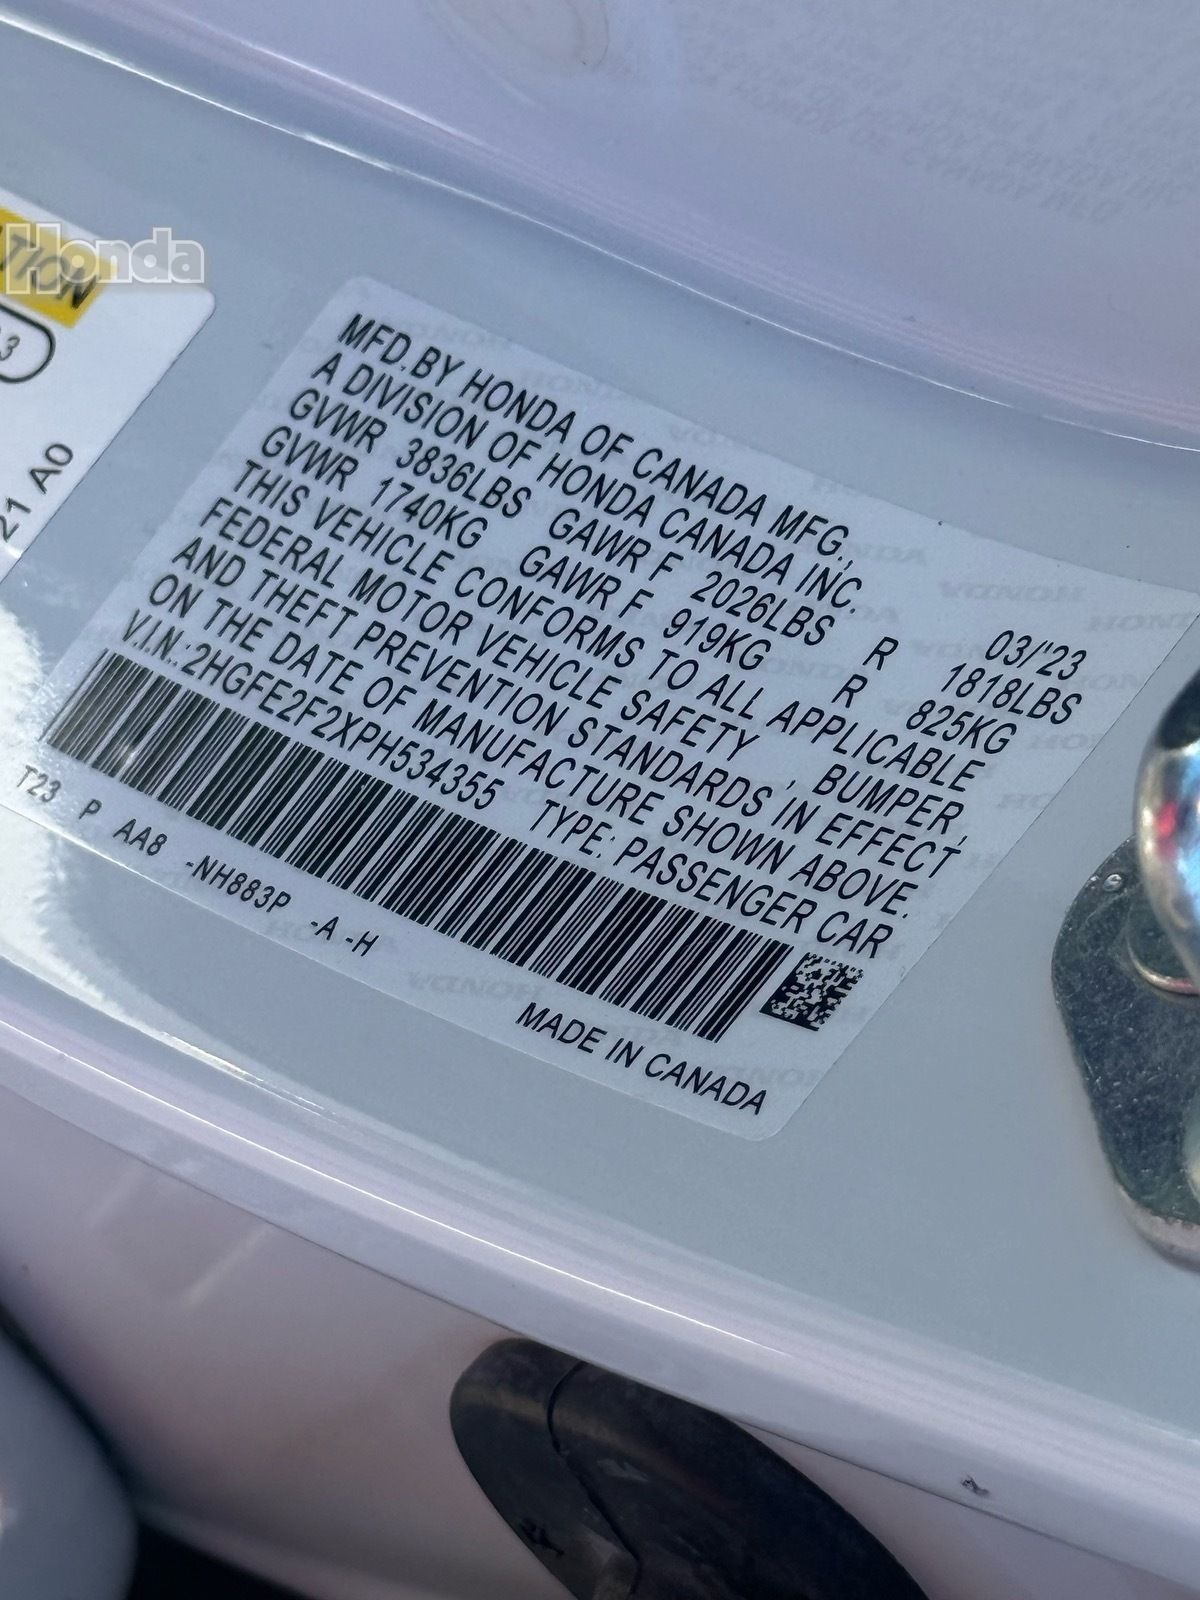 Honda
TION
3
21 A0
MFD. BY HONDA OF CANADA MFG.,
A DIVISION OF HONDA CANADA INC.
03/'23
GVWR 3836LBS GAWR F 2026LBS R 1818LBS
GVWR 1740KG GAWR F 919KG R 825KG
THIS VEHICLE CONFORMS TO ALL APPLICABLE
FEDERAL MOTOR VEHICLE SAFETY , BUMPER,
AND THEFT PREVENTION STANDARDS IN EFFECT
ON THE DATE OF MANUFACTURE SHOWN ABOVE.
V.I.N.:2HGFE2F2XPH534355 TYPE: PASSENGER CAR
T23 P AA8 -NH883P -A -H
MADE IN CANADA